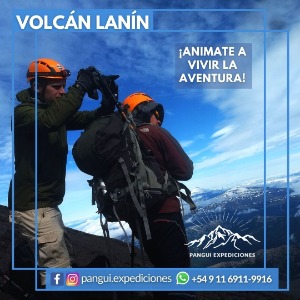 VOLCÁN LANÍN
¡ANIMATE A
VIVIR LA
AVENTURA!
PANGUI EXPEDICIONES
pangui.expediciones +54 9 11 6911-9916